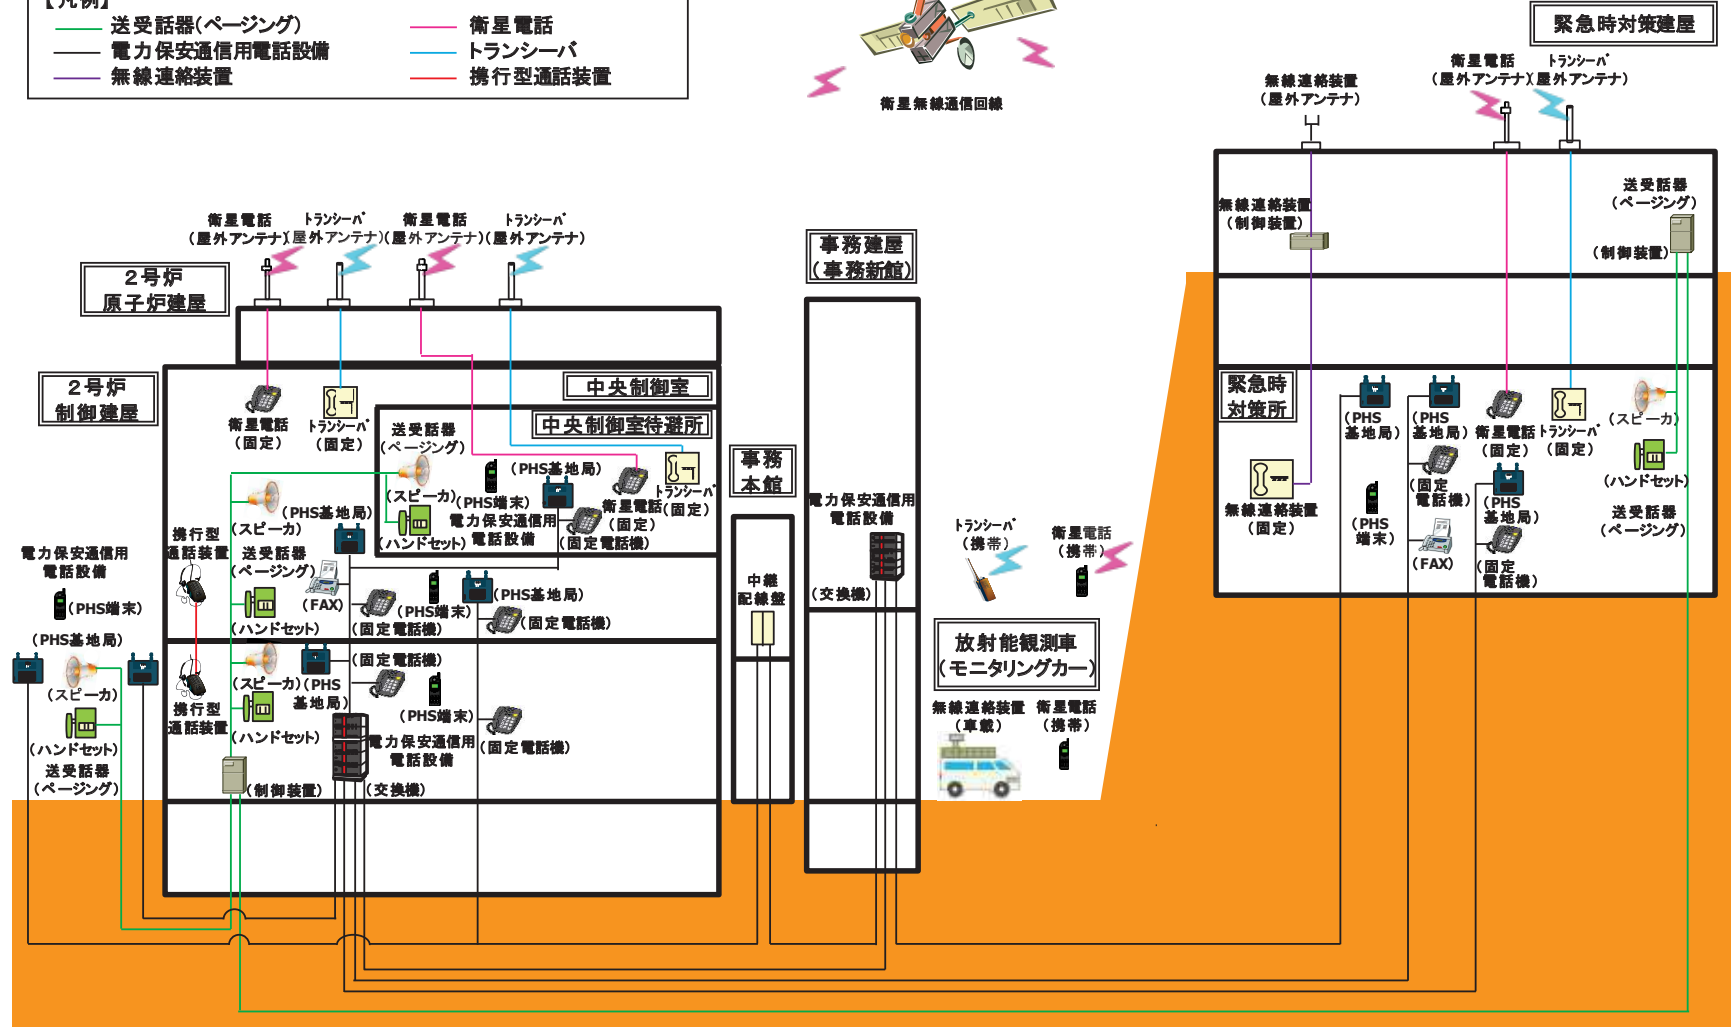 【凡例】
送受話器(ページング)
電力保安通信用電話設備
無線連絡装置
衛星電話
トランシーバ
携行型通話装置
衛星無線通信回線
緊急時対策建屋
無線連絡装置
(屋外アンテナ)
衛星電話
(屋外アンテナ)
トランシーバ
(屋外アンテナ)
無線連絡装置
(制御装置)
送受話器
(ページング)
(制御装置)
緊急時
対策所
(PHS
基地局)
(PHS
基地局)
衛星電話
(固定)
トランシーバ
(固定)
(スピーカ)
(ハンドセット)
送受話器
(ページング)
無線連絡装置
(固定)
(PHS
端末)
(固定
電話機)
(FAX)
(PHS
基地局)
(固定
電話機)
衛星電話
(屋外アンテナ)
トランシーバ
(屋外アンテナ)
衛星電話
(屋外アンテナ)
トランシーバ
(屋外アンテナ)
2号炉
原子炉建屋
2号炉
制御建屋
中央制御室
中央制御室待避所
衛星電話
(固定)
トランシーバ
(固定)
送受話器
(ページング)
(スピーカ)
(ハンドセット)
(PHS端末)
電力保安通信用
電話設備
(PHS基地局)
(固定電話機)
衛星電話
(固定)
トランシーバ
(固定)
(スピーカ)
(PHS基地局)
携行型
通話装置
送受話器
(ページング)
(ハンドセット)
(FAX)
(固定電話機)
(PHS端末)
(PHS基地局)
(固定電話機)
電力保安通信用
電話設備
(PHS端末)
(PHS基地局)
(スピーカ)
(ハンドセット)
送受話器
(ページング)
携行型
通話装置
(スピーカ)
(ハンドセット)
(PHS
基地局)
(固定電話機)
(PHS端末)
電力保安通信用
電話設備
(固定電話機)
(制御装置)
(交換機)
事務
本館
中継
配線盤
事務建屋
(事務新館)
電力保安通信用
電話設備
(交換機)
トランシーバ
(携帯)
衛星電話
(携帯)
放射能観測車
(モニタリングカー)
無線連絡装置
(車載)
衛星電話
(携帯)